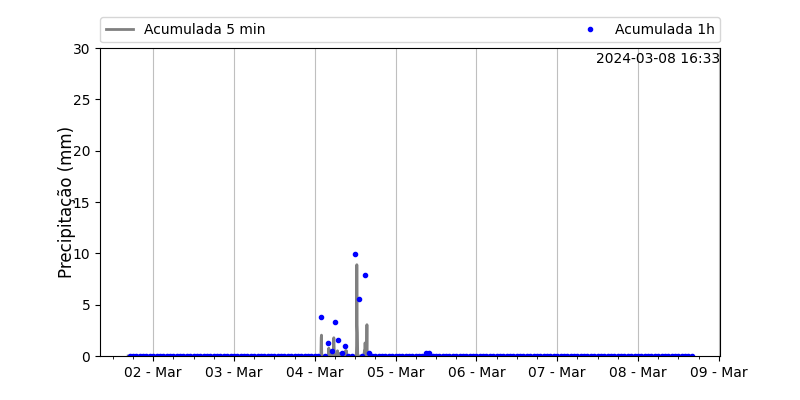 Acumulada 5 min
Acumulada 1h
2024-03-08 16:33
Precipitação (mm)
30
25
20
15
10
5
0
02 - Mar
03 - Mar
04 - Mar
05 - Mar
06 - Mar
07 - Mar
08 - Mar
09 - Mar